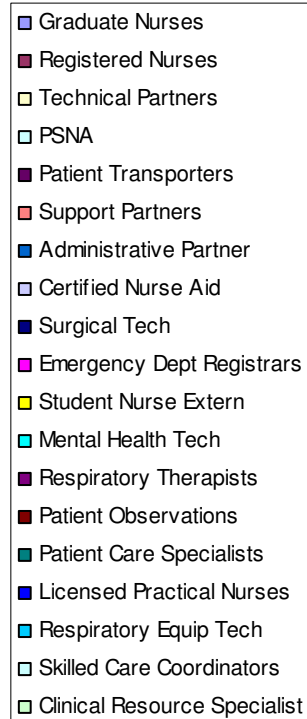 Graduate Nurses
Registered Nurses
Technical Partners
PSNA
Patient Transporters
Support Partners
Administrative Partner
Certified Nurse Aid
Surgical Tech
Emergency Dept Registrars
Student Nurse Extern
Mental Health Tech
Respiratory Therapists
Patient Observations
Patient Care Specialists
Licensed Practical Nurses
Respiratory Equip Tech
Skilled Care Coordinators
Clinical Resource Specialist